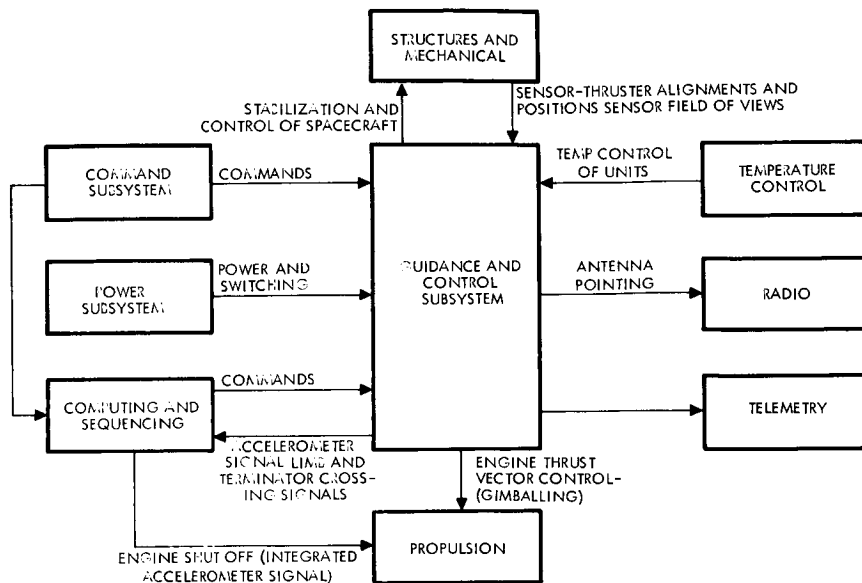 STRUCTURES AND
MECHANICAL
STABILIZATION AND
CONTROL OF SPACECRAFT
SENSOR-THRUSTER ALIGNMENTS AND
POSITIONS SENSOR FIELD OF VIEWS
COMMAND
SUBSYSTEM
COMMANDS
TEMP CONTROL
OF UNITS
TEMPERATURE
CONTROL
POWER
SUBSYSTEM
POWER AND
SWITCHING
GUIDANCE AND
CONTROL
SUBSYSTEM
ANTENNA
POINTING
RADIO
COMPUTING AND
SEQUENCING
COMMANDS
TELEMETRY
ACCELEROMETER
SIGNAL LIMB AND
TERMINATOR CROSS-
ING SIGNALS
ENGINE THRUST
VECTOR CONTROL-
(GIMBALLING)
ENGINE SHUT OFF (INTEGRATED
ACCELEROMETER SIGNAL)
PROPULSION